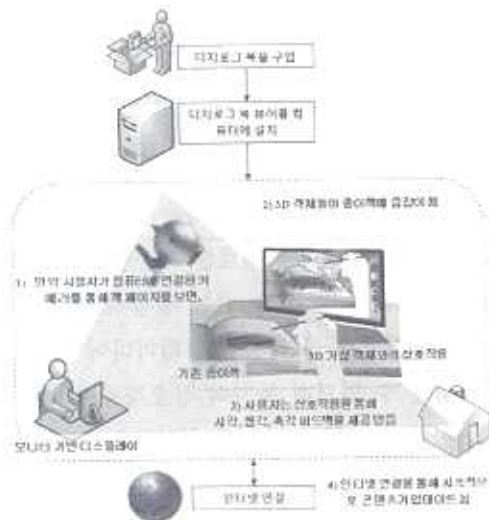 디지로그 북을 구입
디지로그 북 뷰어를 컴
퓨터에 설치
2) 3D 객체들이 종이책에 증강이 됨
1) 만약 사용자가 컴퓨터에 연결된 카
메라를 통해 책 페이지를 보면,
3D 가상 객체와의 상호작용
기존 종이책
3) 사용자는 상호작용을 통해
시각, 청각, 촉각 피드백을 제공 받음
모니터 기반 디스플레이
인터넷 연결
4) 인터넷 연결을 통해 지속적으
로 콘텐츠가 업데이트 됨